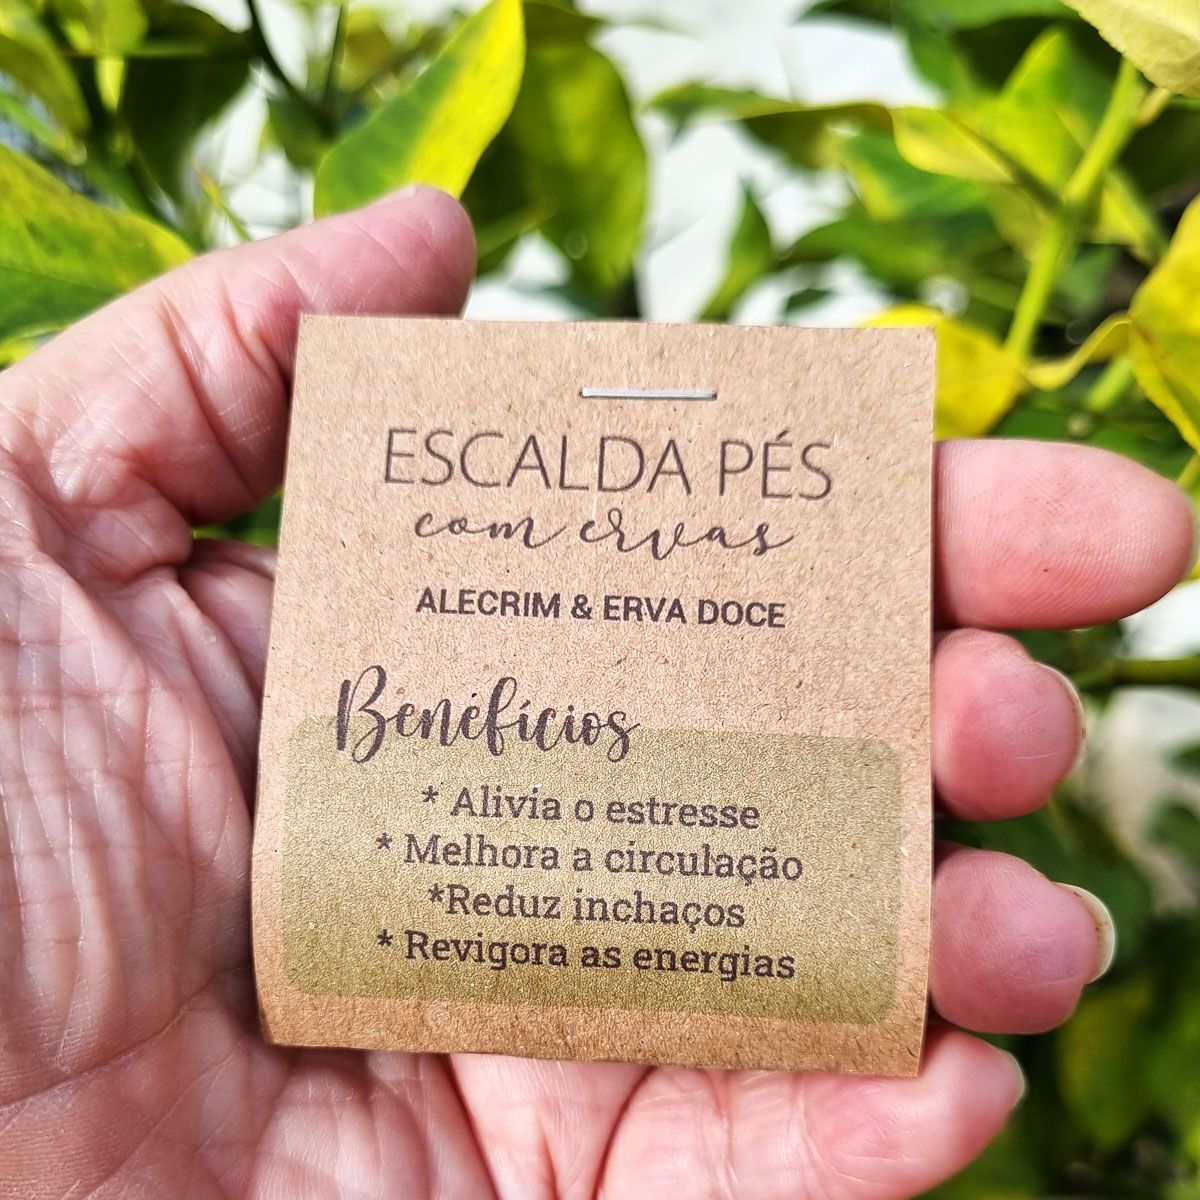 ESCALDA PÉS
com ervas
ALECRIM & ERVA DOCE
Benefícios
* Alivia o estresse
* Melhora a circulação
*Reduz inchaços
* Revigora as energias